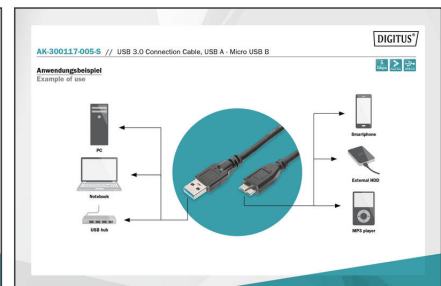 DIGITUS®
AK-300117-005-S // USB 3.0 Connection Cable, USB A - Micro USB B
Anwendungsbeispiel
Example of use
PC
Notebook
USB hub
Smartphone
External HDD
MP3 player